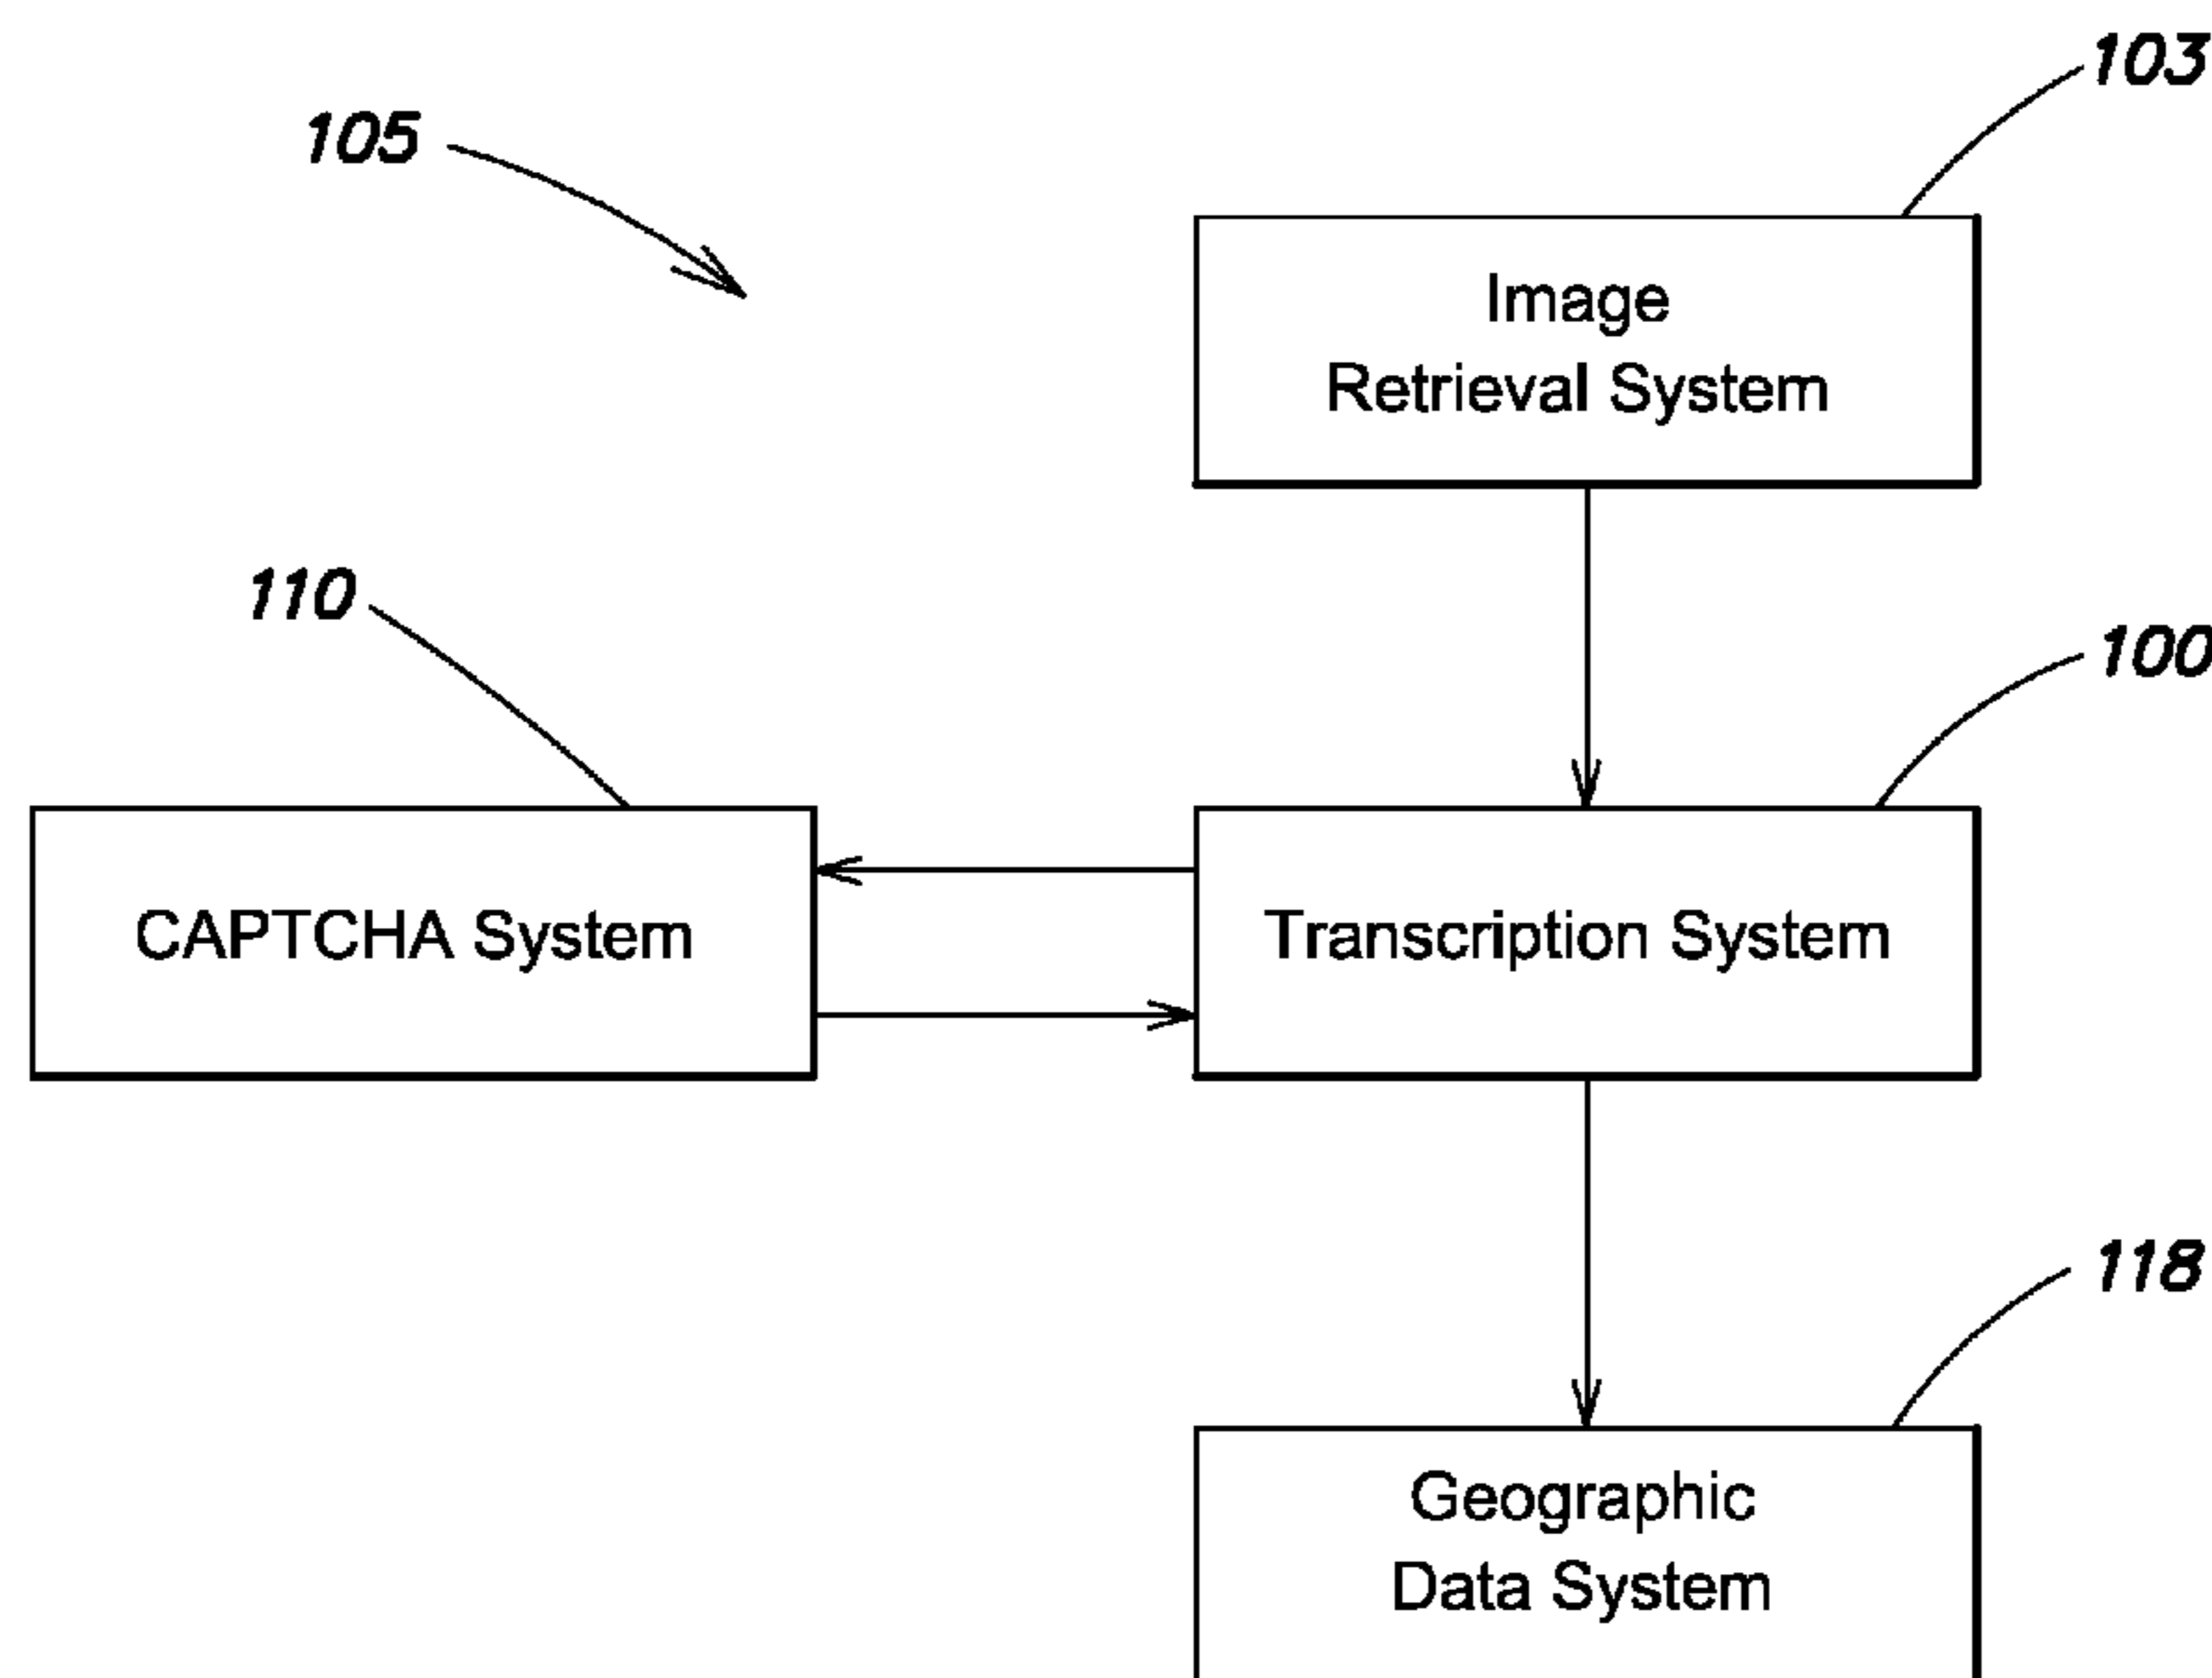 103
105
Image
Retrieval System
110
100
CAPTCHA System
Transcription System
118
Geographic
Data System